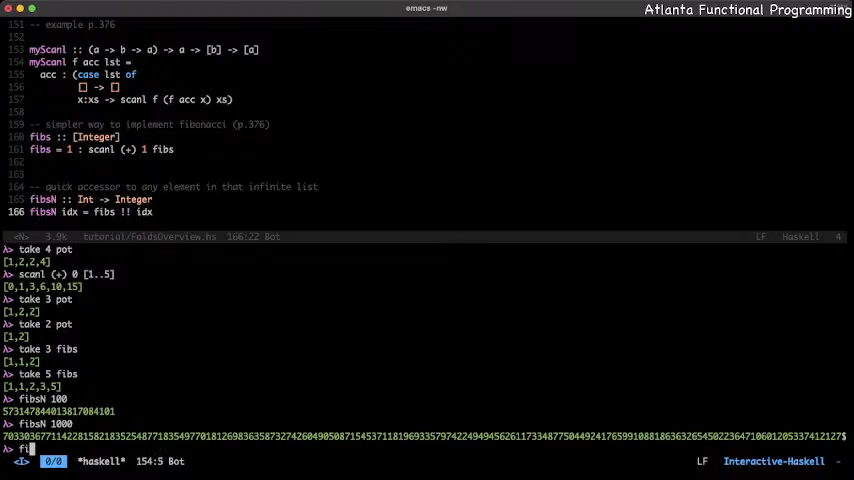 emacs -nw
Atlanta Functional Programming
151 -- example p.376
152
153 myScanl :: (a -> b -> a) -> a -> [b] -> [a]
154 myScanl f acc lst =
155   acc : (case lst of
156          [] -> []
157          x:xs -> scanl f (f acc x) xs)
158
159 -- simpler way to implement fibonacci (p.376)
160 fibs :: [Integer]
161 fibs = 1 : scanl (+) 1 fibs
162
163
164 -- quick accessor to any element in that infinite list
165 fibsN :: Int -> Integer
166 fibsN idx = fibs !! idx
<N> 3.9k tutorial/FoldsOverview.hs 166:22 Bot LF Haskell 4
λ> take 4 pot
[1,2,2,4]
λ> scanl (+) 0 [1..5]
[0,1,3,6,10,15]
λ> take 3 pot
[1,2,2]
λ> take 2 pot
[1,2]
λ> take 3 fibs
[1,1,2]
λ> take 5 fibs
[1,1,2,3,5]
λ> fibsN 100
573147844013817084101
λ> fibsN 1000
λ> fi
<I> 0/0 *haskell* 154:5 Bot LF Interactive-Haskell -